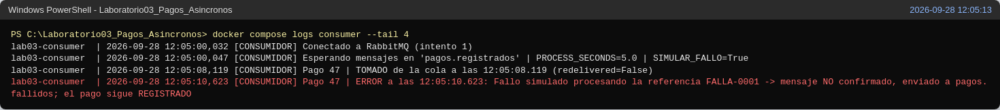 Windows PowerShell - Laboratorio03_Pagos_Asincronos
2026-09-28 12:05:13
PS C:\Laboratorio03_Pagos_Asincronos> docker compose logs consumer --tail 4
lab03-consumer  | 2026-09-28 12:05:00,032 [CONSUMIDOR] Conectado a RabbitMQ (intento 1)
lab03-consumer  | 2026-09-28 12:05:00,047 [CONSUMIDOR] Esperando mensajes en 'pagos.registrados' | PROCESS_SECONDS=5.0 | SIMULAR_FALLO=True
lab03-consumer  | 2026-09-28 12:05:08,119 [CONSUMIDOR] Pago 47 | TOMADO de la cola a las 12:05:08.119 (redelivered=False)
lab03-consumer  | 2026-09-28 12:05:10,623 [CONSUMIDOR] Pago 47 | ERROR a las 12:05:10.623: Fallo simulado procesando la referencia FALLA-0001 -> mensaje NO confirmado, enviado a pagos.
fallidos; el pago sigue REGISTRADO